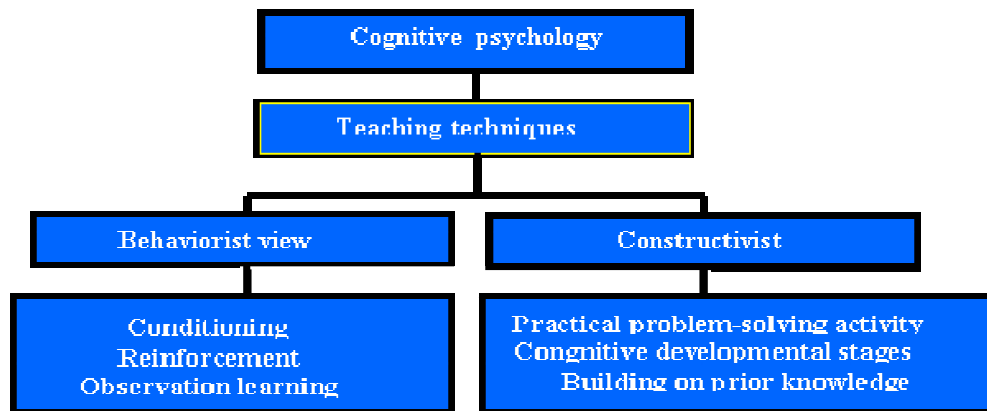 Cognitive psychology
Teaching techniques
Behaviorist view
Constructivist
Conditioning
Reinforcement
Observation learning
Practical problem-solving activity
Congnitive developmental stages
Building on prior knowledge